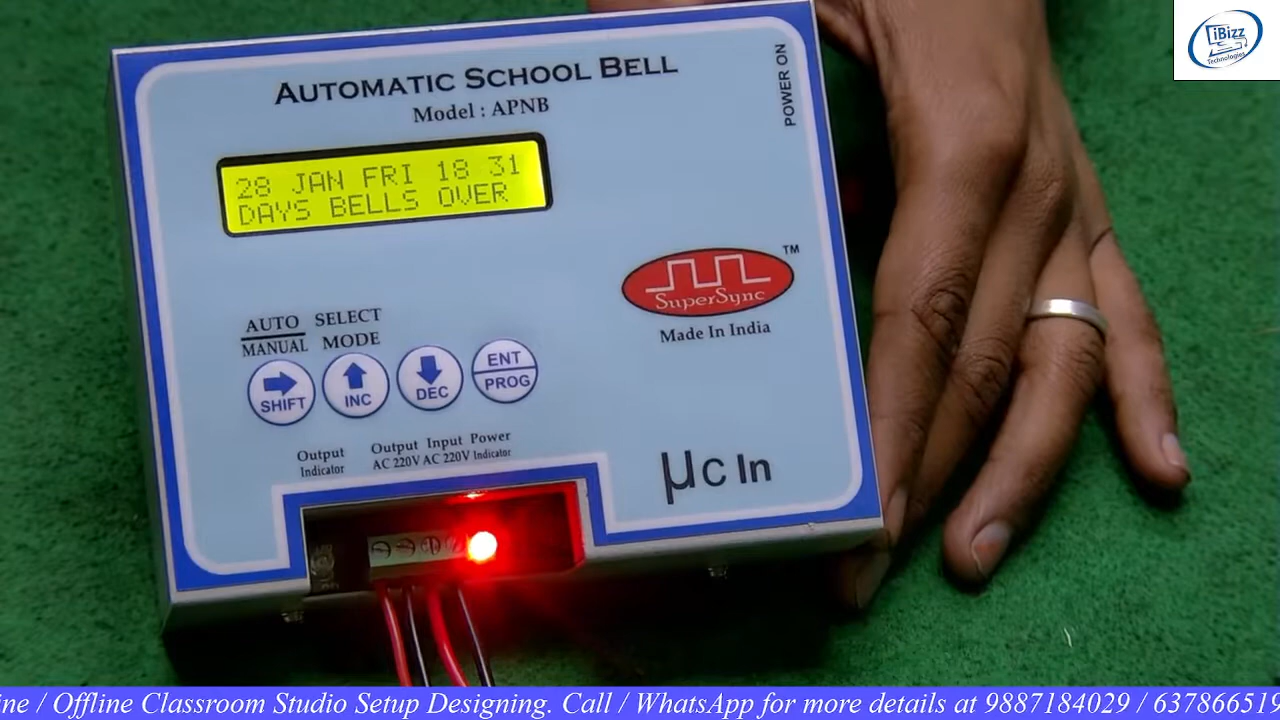 iBizz
Technologies
AUTOMATIC SCHOOL BELL
Model : APNB
POWER ON
28 JAN FRI 18 31
DAYS BELLS OVER
TM
SuperSync
Made In India
AUTO
MANUAL
SELECT
MODE
SHIFT
INC
DEC
ENT
PROG
Output
Indicator
Output
AC 220V
Input
AC 220V
Power
Indicator
μc In
ine / Offline Classroom Studio Setup Designing. Call / WhatsApp for more details at 9887184029 / 637866519